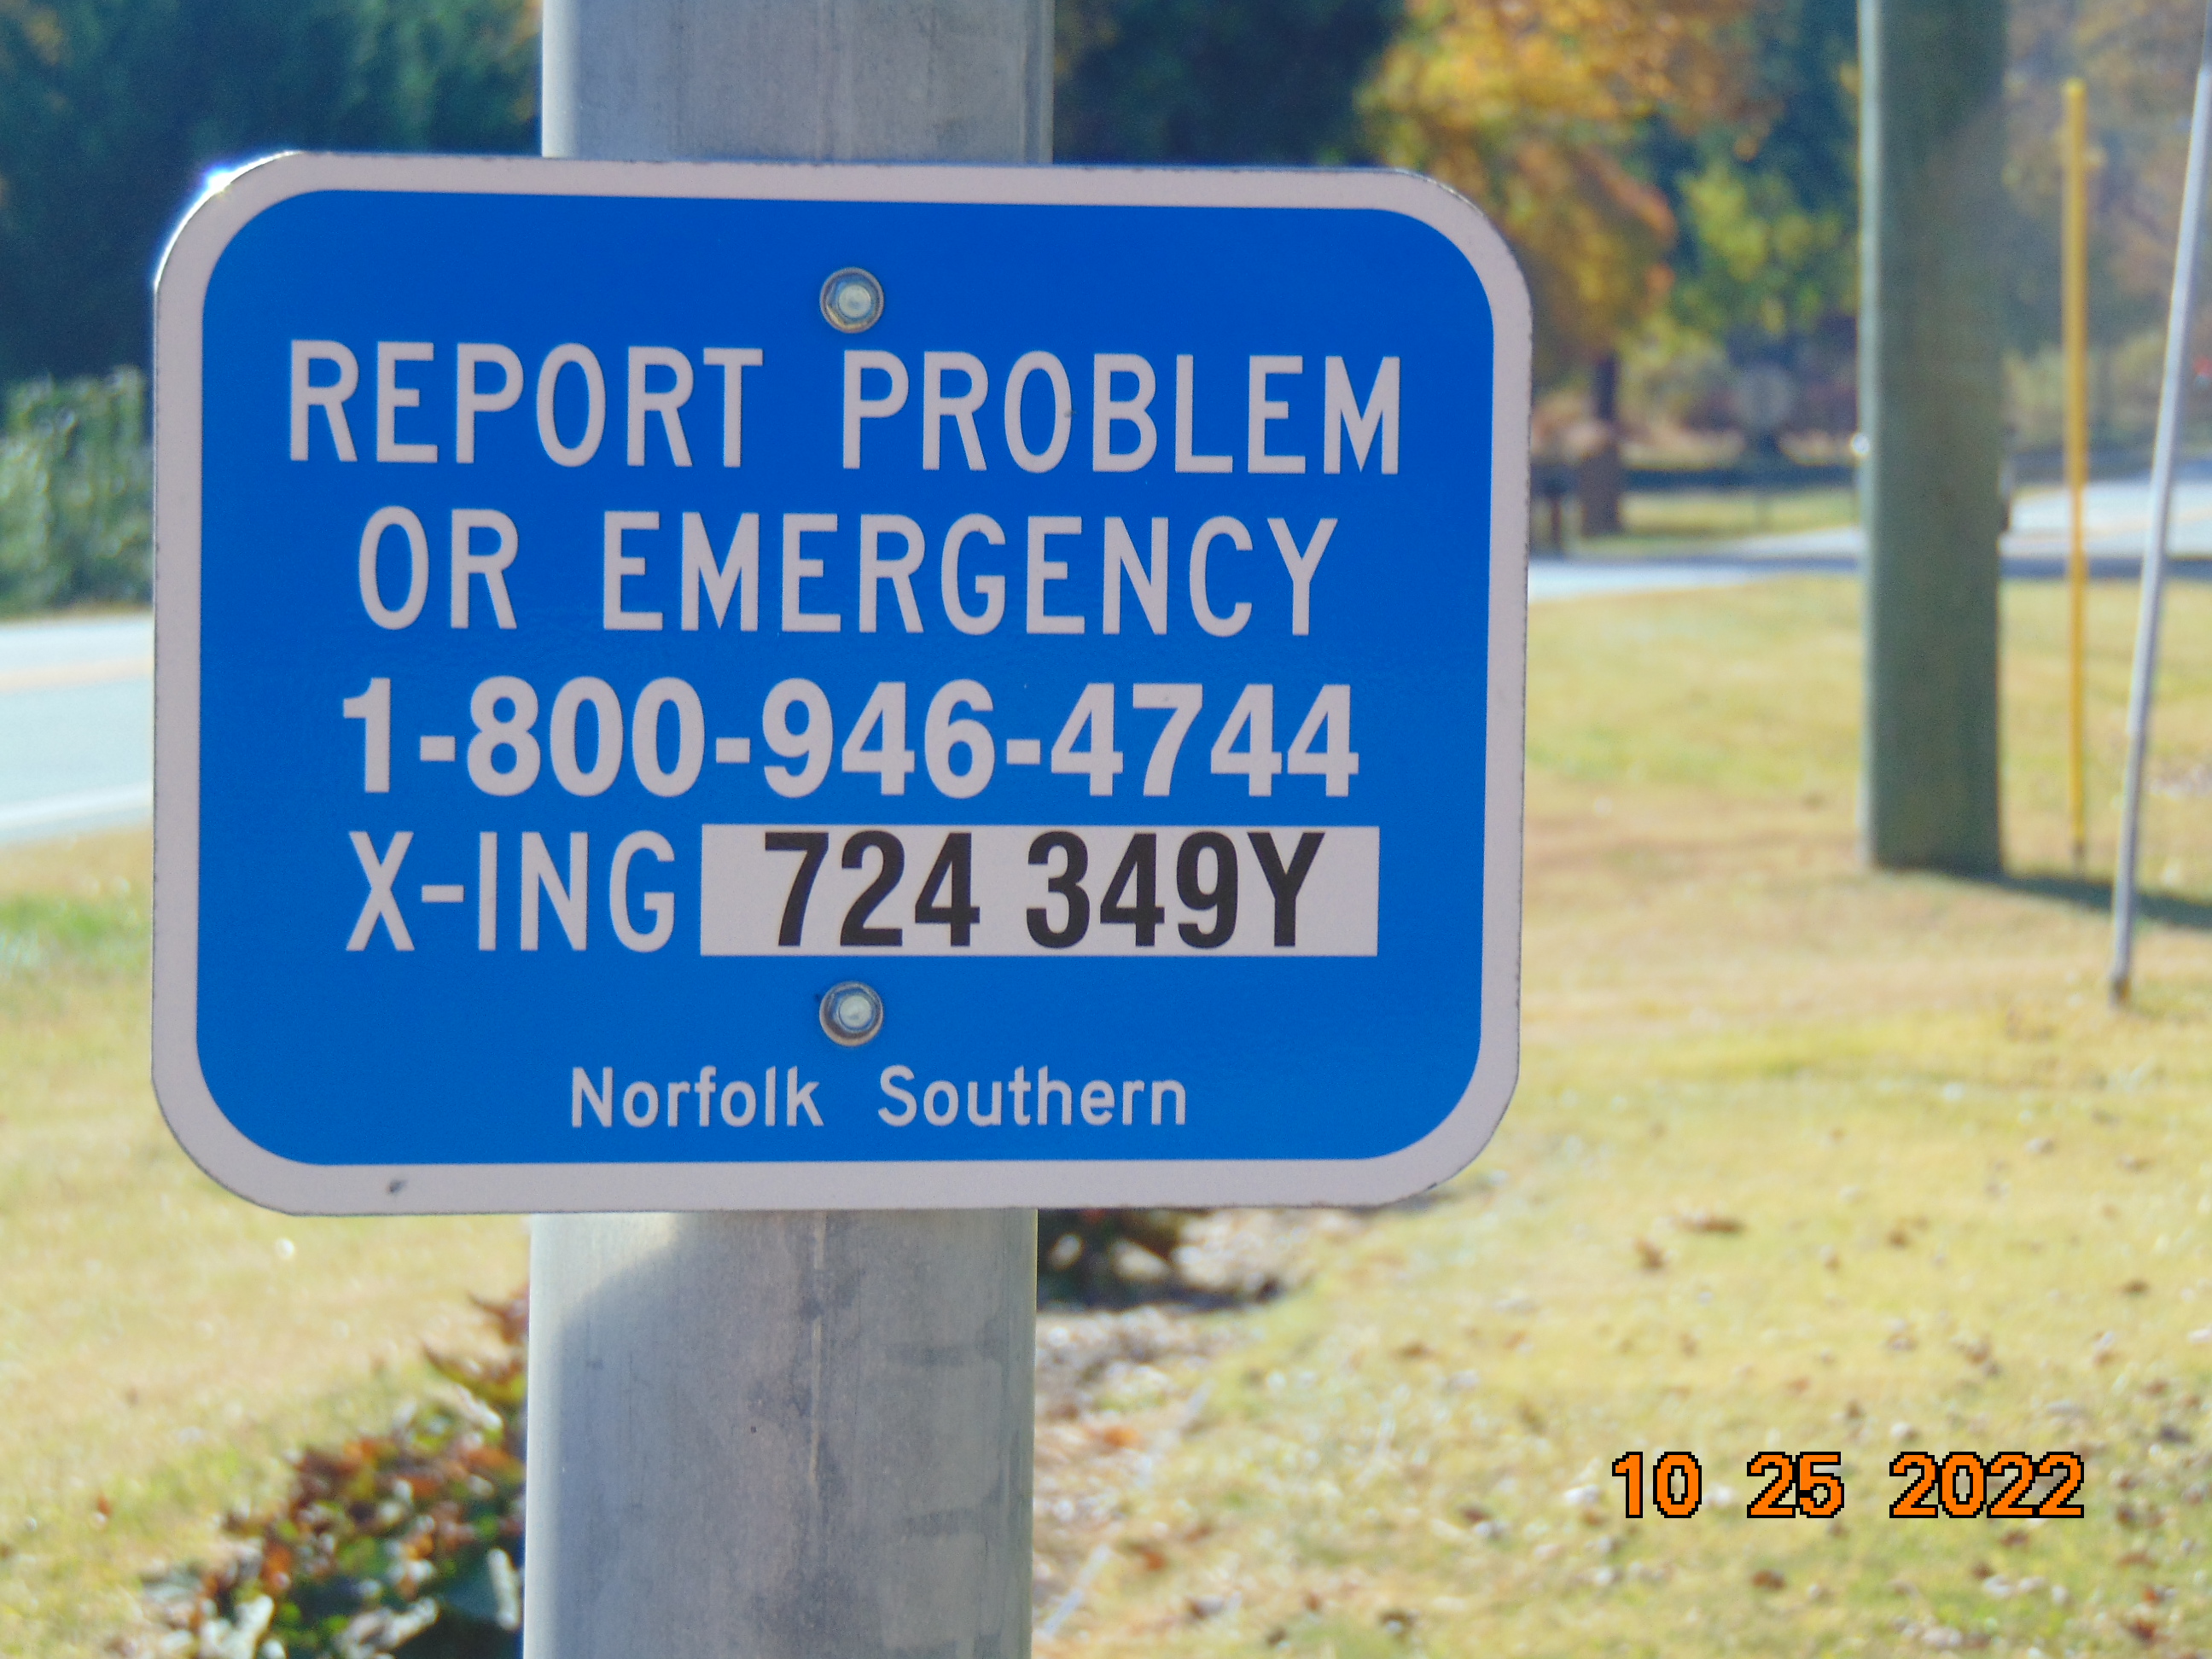 REPORT PROBLEM
OR EMERGENCY
1-800-946-4744
X-ING 724 349Y
Norfolk Southern
10 25 2022